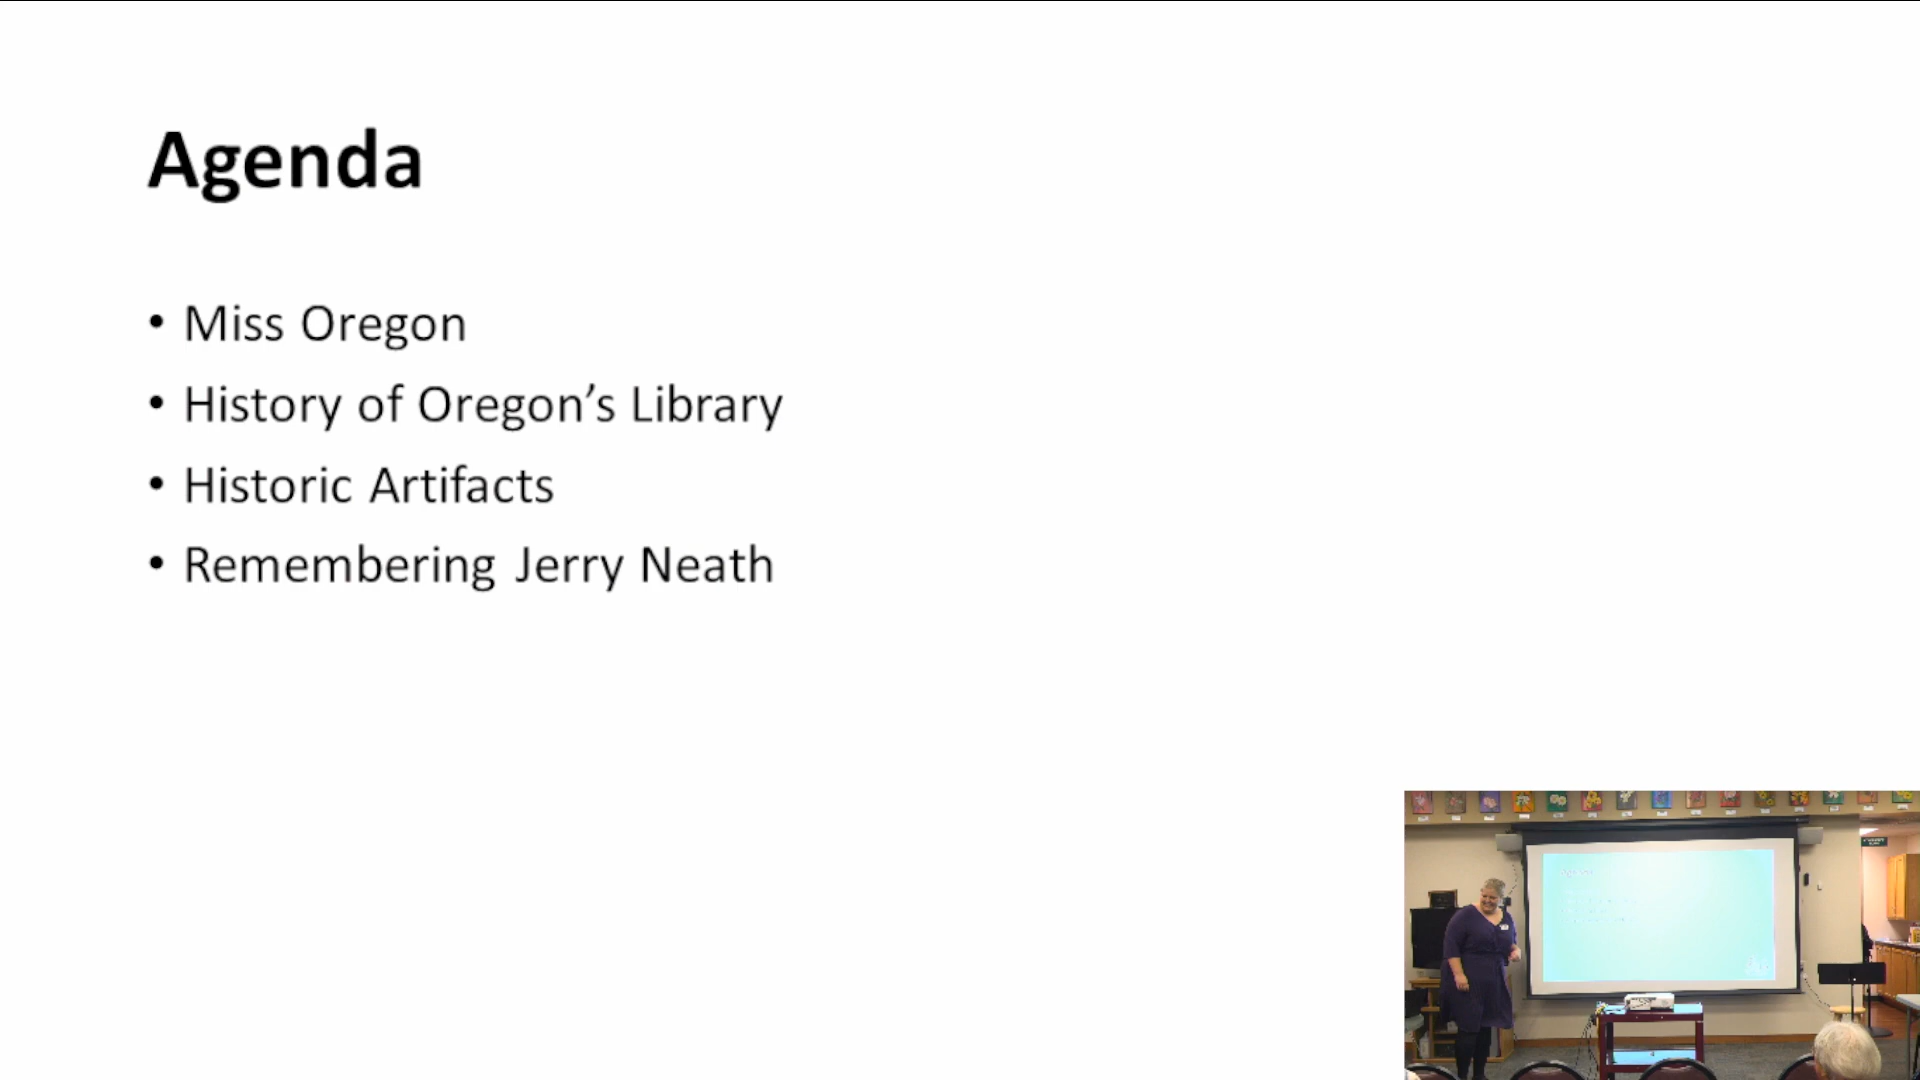 Agenda
• Miss Oregon
• History of Oregon’s Library
• Historic Artifacts
• Remembering Jerry Neath